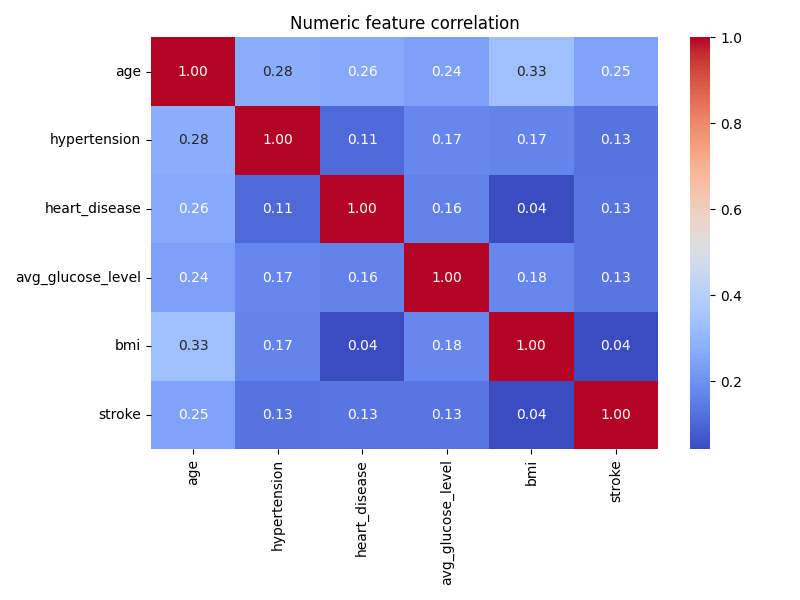 Numeric feature correlation
age 1.00 0.28 0.26 0.24 0.33 0.25
hypertension 0.28 1.00 0.11 0.17 0.17 0.13
heart_disease 0.26 0.11 1.00 0.16 0.04 0.13
avg_glucose_level 0.24 0.17 0.16 1.00 0.18 0.13
bmi 0.33 0.17 0.04 0.18 1.00 0.04
stroke 0.25 0.13 0.13 0.13 0.04 1.00
age hypertension heart_disease avg_glucose_level bmi stroke
1.0
0.8
0.6
0.4
0.2